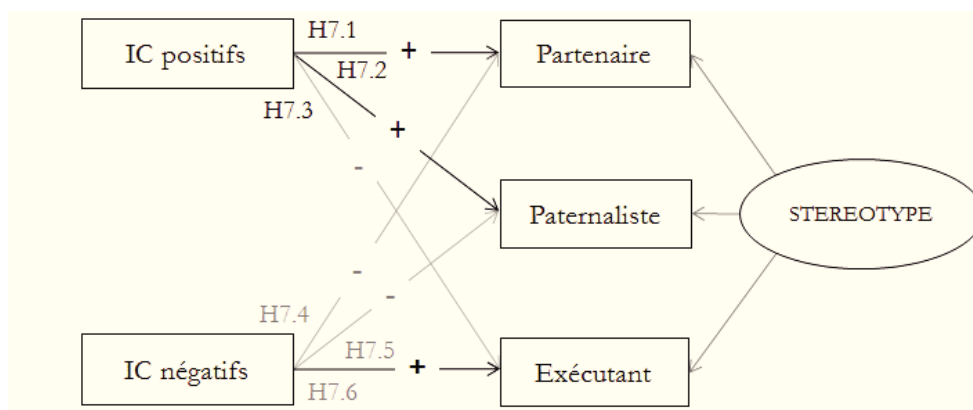 H7.1
IC positifs
+
Partenaire
H7.2
H7.3
+
-
Paternaliste
STEREOTYPE
-
-
H7.4
H7.5
IC négatifs
+
Exécutant
H7.6